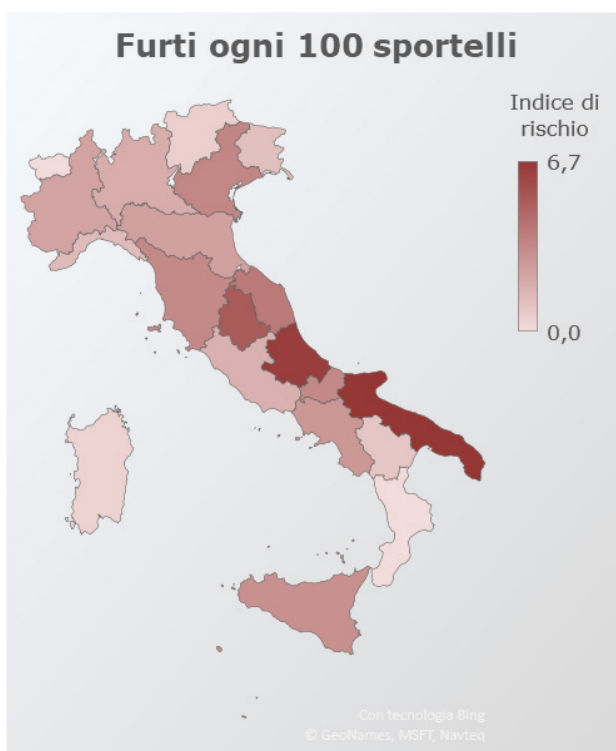 Furti ogni 100 sportelli
Indice di
rischio
6,7
0,0
Con tecnologia Bing
© GeoNames, MSFT, Navteq